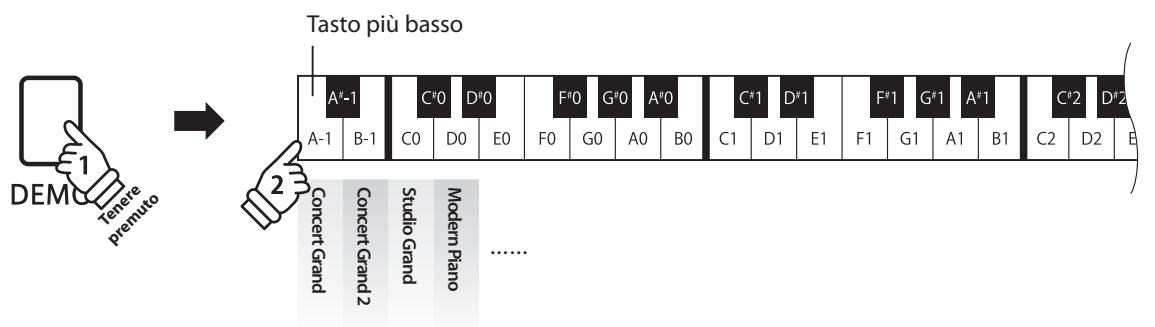 Tasto più basso
A#-1 C#0 D#0 F#0 G#0 A#0 C#1 D#1 F#1 G#1 A#1 C#2 D#2
A-1 B-1 C0 D0 E0 F0 G0 A0 B0 C1 D1 E1 F1 G1 A1 B1 C2 D2 E
1
DEMO
Tenere
premuto
2
Concert Grand
Concert Grand 2
Studio Grand
Modern Piano
......